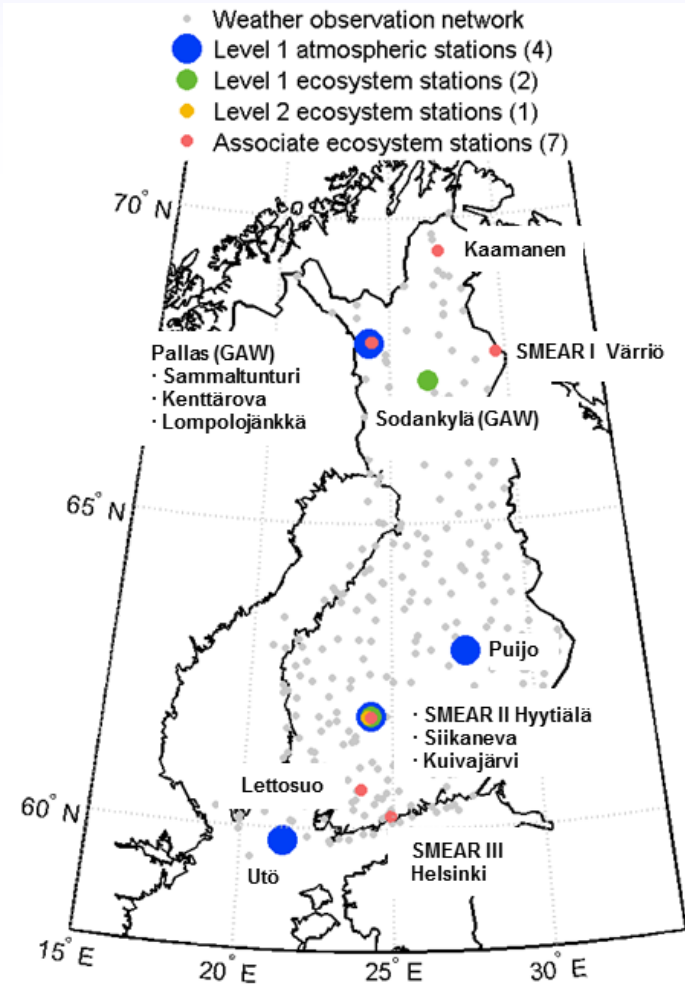 Weather observation network
Level 1 atmospheric stations (4)
Level 1 ecosystem stations (2)
Level 2 ecosystem stations (1)
Associate ecosystem stations (7)
70° N
Kaamanen
Pallas (GAW)
· Sammaltunturi
· Kenttärova
· Lompolojänkkä
SMEAR I Värriö
Sodankylä (GAW)
65° N
Puijo
· SMEAR II Hyytiälä
· Siikaneva
· Kuivajärvi
Lettosuo
60° N
SMEAR III
Helsinki
Utö
15° E
20° E
25° E
30° E